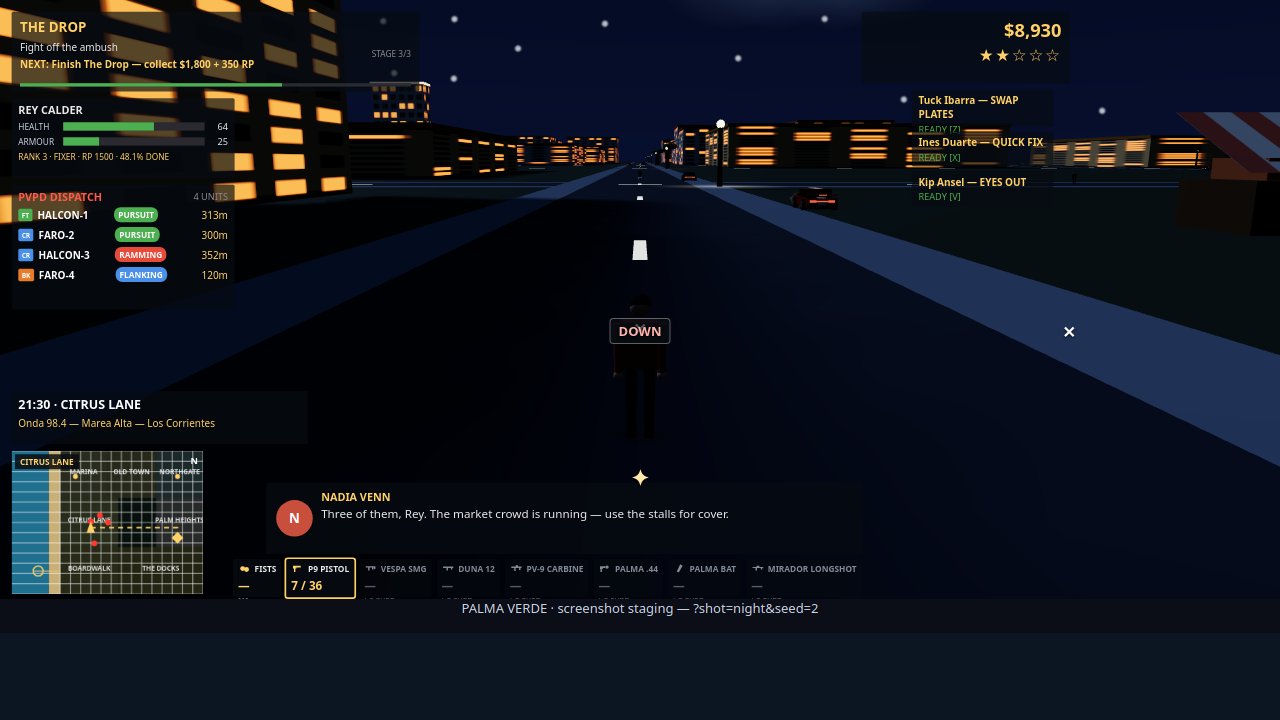 THE DROP
Fight off the ambush
STAGE 3/3
NEXT: Finish The Drop — collect $1,800 + 350 RP
$8,930
REY CALDER
HEALTH 64
ARMOUR 25
RANK 3 · FIXER · RP 1500 · 48.1% DONE
Tuck Ibarra — SWAP
PLATES
READY [Z]
Ines Duarte — QUICK FIX
READY [X]
Kip Ansel — EYES OUT
READY [V]
PVPD DISPATCH 4 UNITS
FT HALCON-1 PURSUIT 313m
CR FARO-2 PURSUIT 300m
CR HALCON-3 RAMMING 352m
BK FARO-4 FLANKING 120m
DOWN
21:30 · CITRUS LANE
Onda 98.4 — Marea Alta — Los Corrientes
CITRUS LANE
N
MARINA OLD TOWN NORTHGATE
CITRUS LANE PALM HEIGHTS
BOARDWALK THE DOCKS
N
NADIA VENN
Three of them, Rey. The market crowd is running — use the stalls for cover.
FISTS P9 PISTOL VESPA SMG DUNA 12 PV-9 CARBINE PALMA .44 PALMA BAT MIRADOR LONGSHOT
— 7 / 36 — — — — — —
PALMA VERDE · screenshot staging — ?shot=night&seed=2